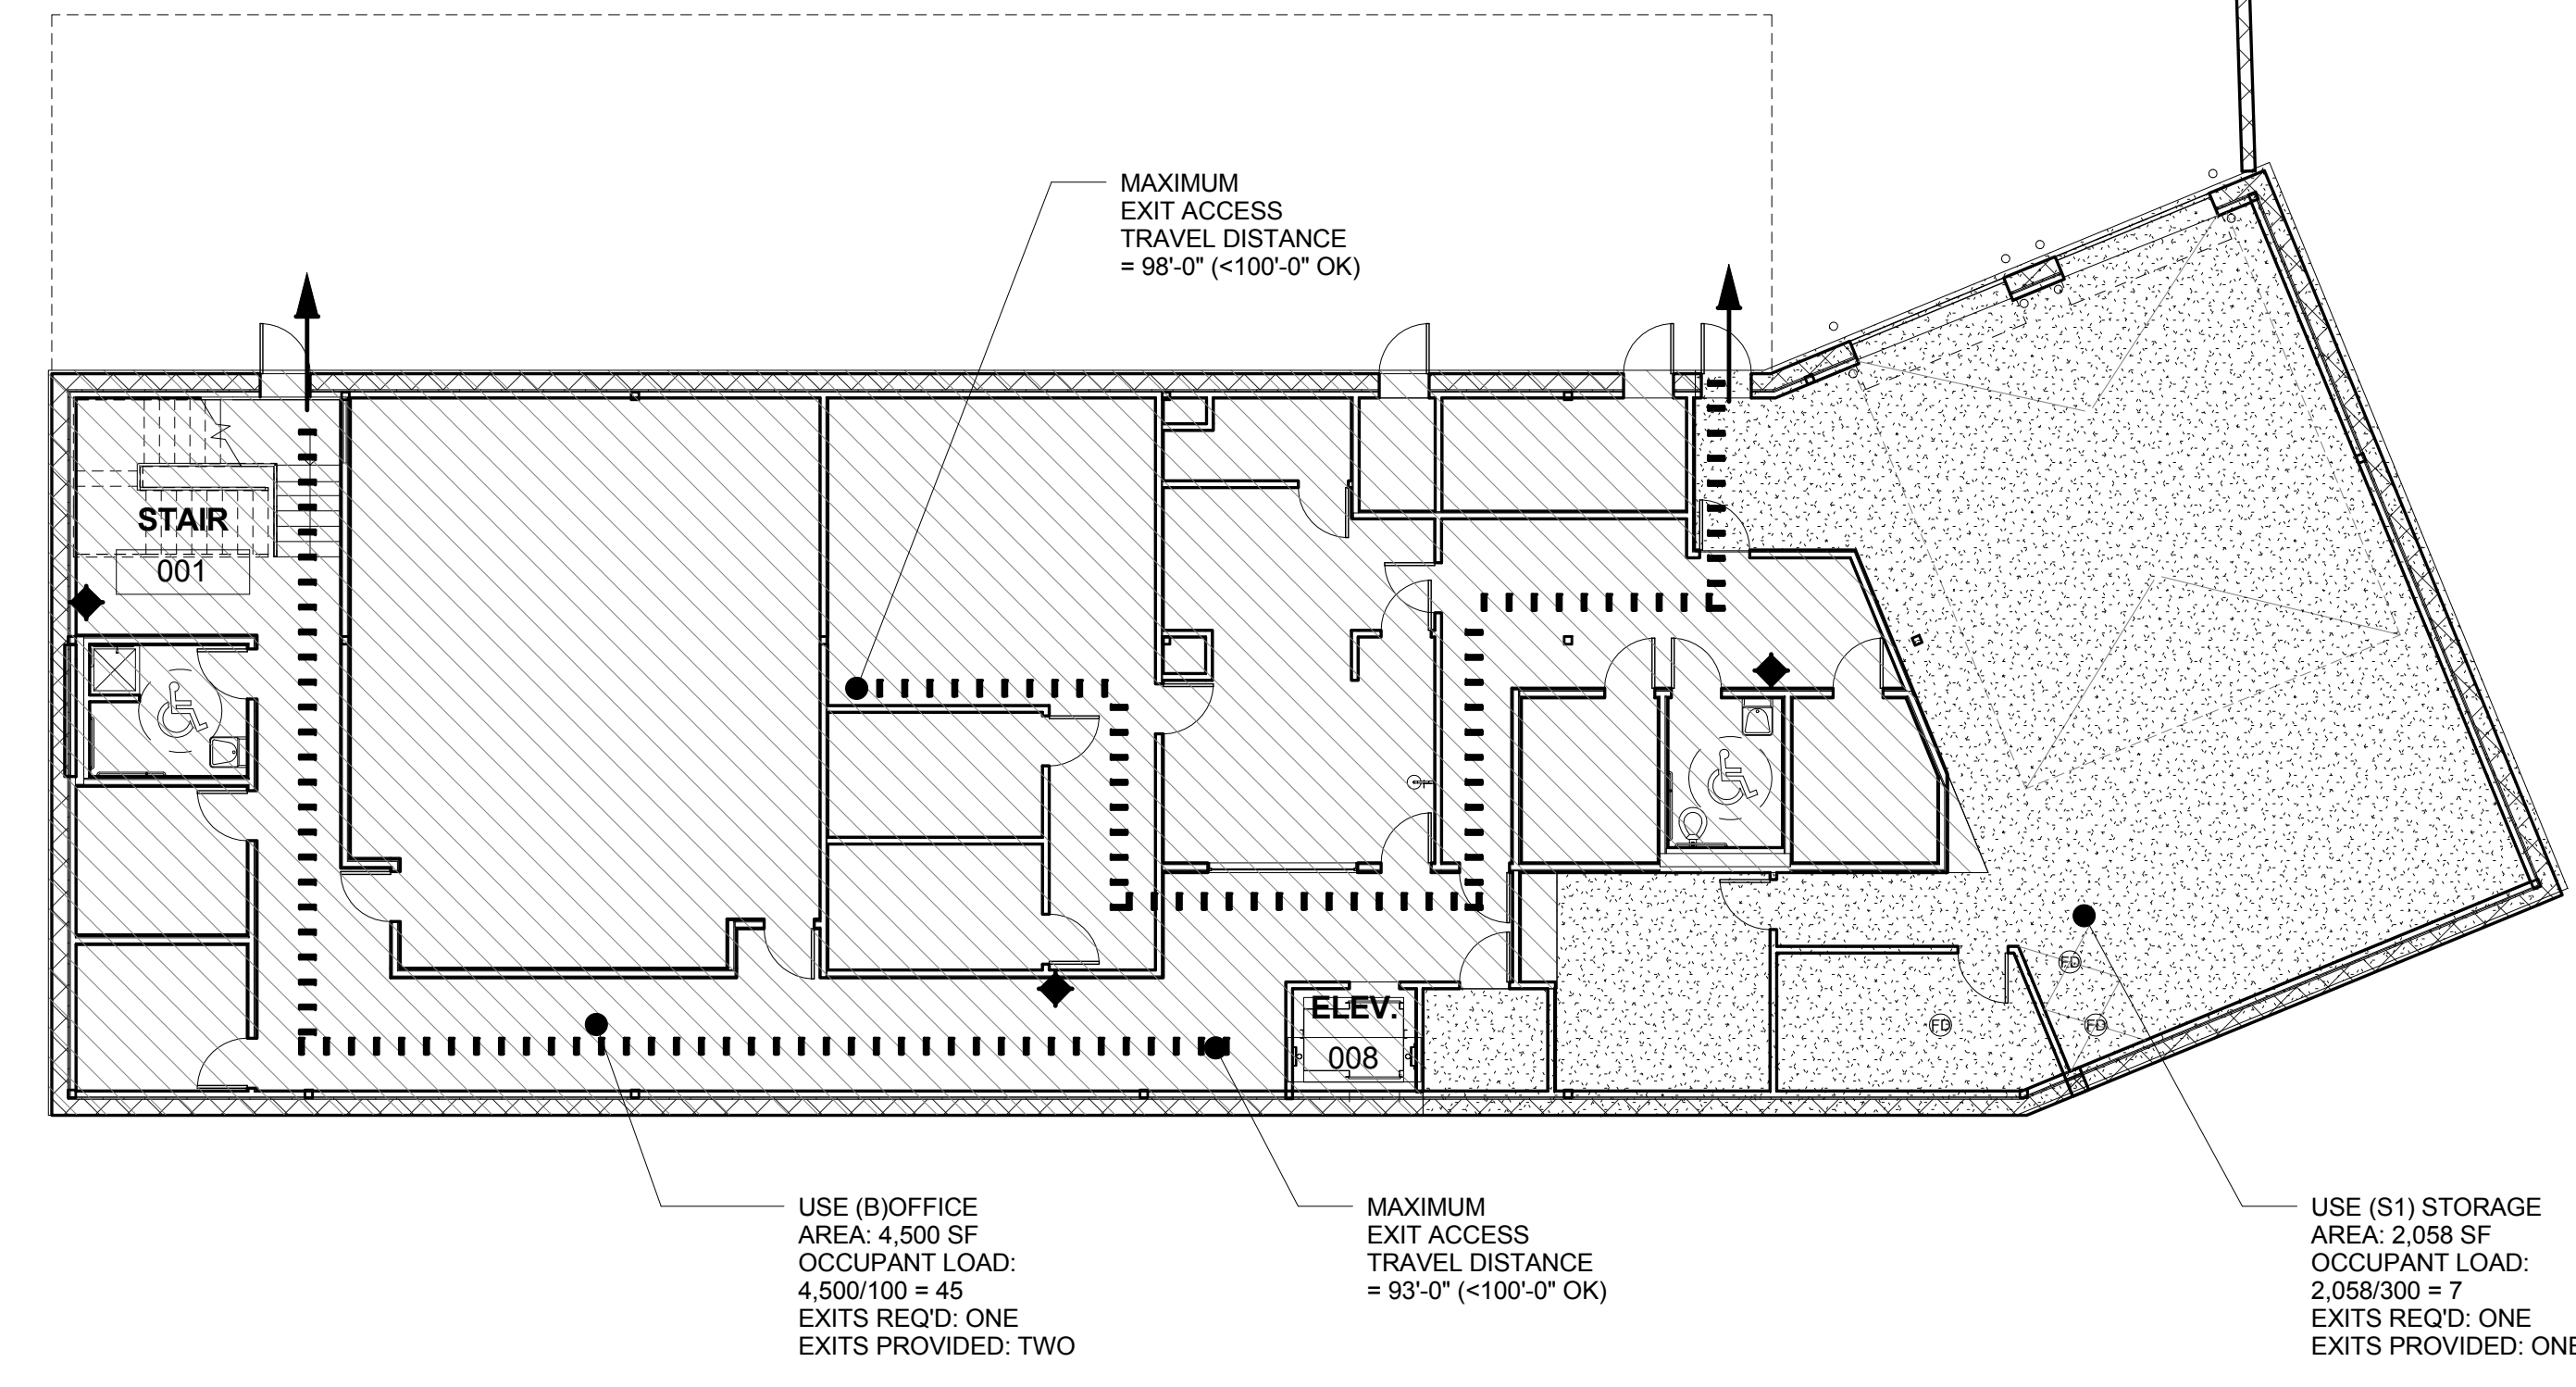 MAXIMUM
EXIT ACCESS
TRAVEL DISTANCE
= 98'-0" (<100'-0" OK)
STAIR
001
ELEV.
008
FD
FD
FD
USE (B)OFFICE
AREA: 4,500 SF
OCCUPANT LOAD:
4,500/100 = 45
EXITS REQ'D: ONE
EXITS PROVIDED: TWO
MAXIMUM
EXIT ACCESS
TRAVEL DISTANCE
= 93'-0" (<100'-0" OK)
USE (S1) STORAGE
AREA: 2,058 SF
OCCUPANT LOAD:
2,058/300 = 7
EXITS REQ'D: ONE
EXITS PROVIDED: ONE